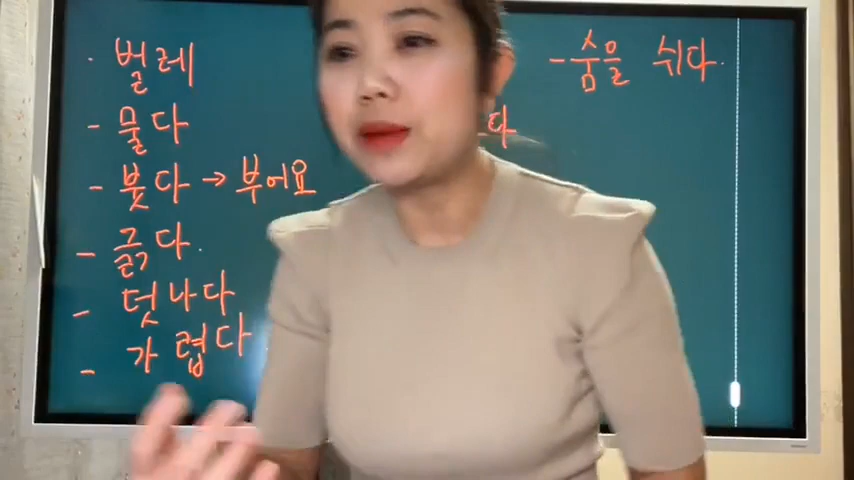 · 벌레
- 물다
- 붓다 → 부어요
- 긁다.
- 덧나다
- 가렵다
- 숨을 쉬다.
다